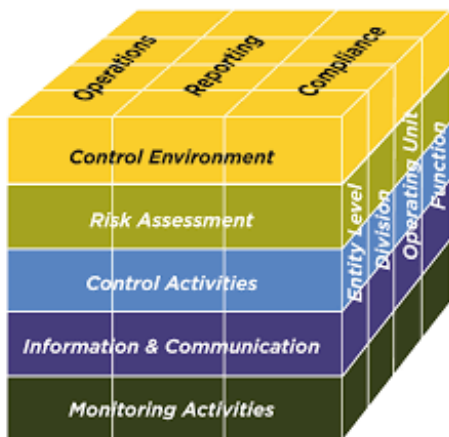 Operations
Reporting
Compliance
Control Environment
Risk Assessment
Control Activities
Information & Communication
Monitoring Activities
Entity Level
Division
Operating Unit
Function